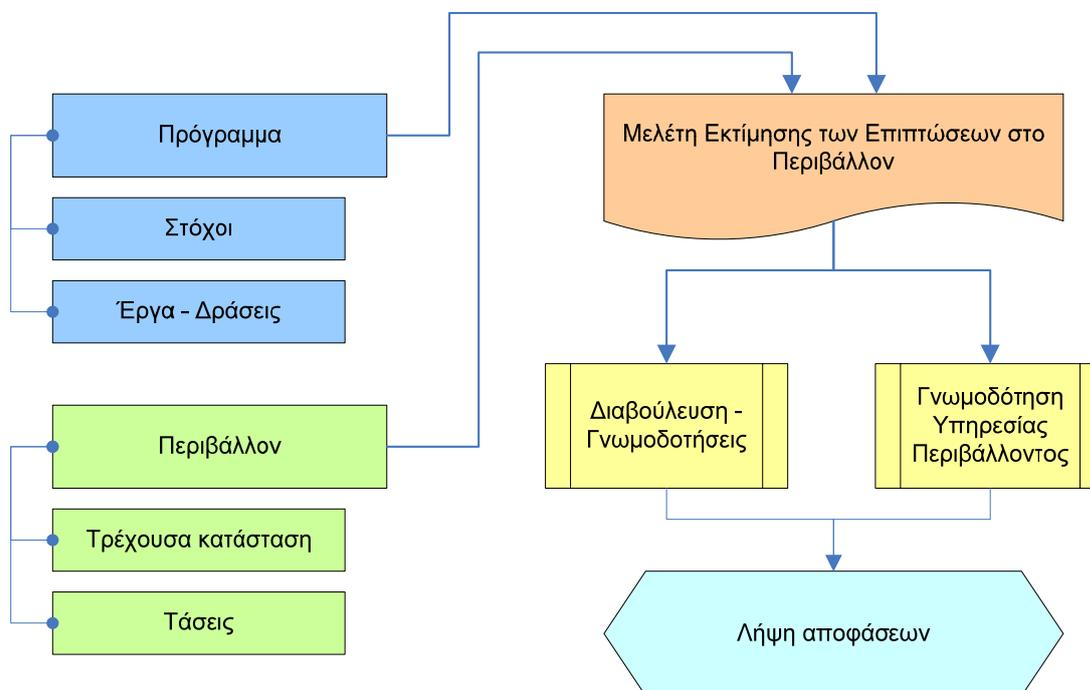 Πρόγραμμα
Στόχοι
Έργα - Δράσεις
Περιβάλλον
Τρέχουσα κατάσταση
Τάσεις
Μελέτη Εκτίμησης των Επιπτώσεων στο
Περιβάλλον
Διαβούλευση -
Γνωμοδοτήσεις
Γνωμοδότηση
Υπηρεσίας
Περιβάλλοντος
Λήψη αποφάσεων